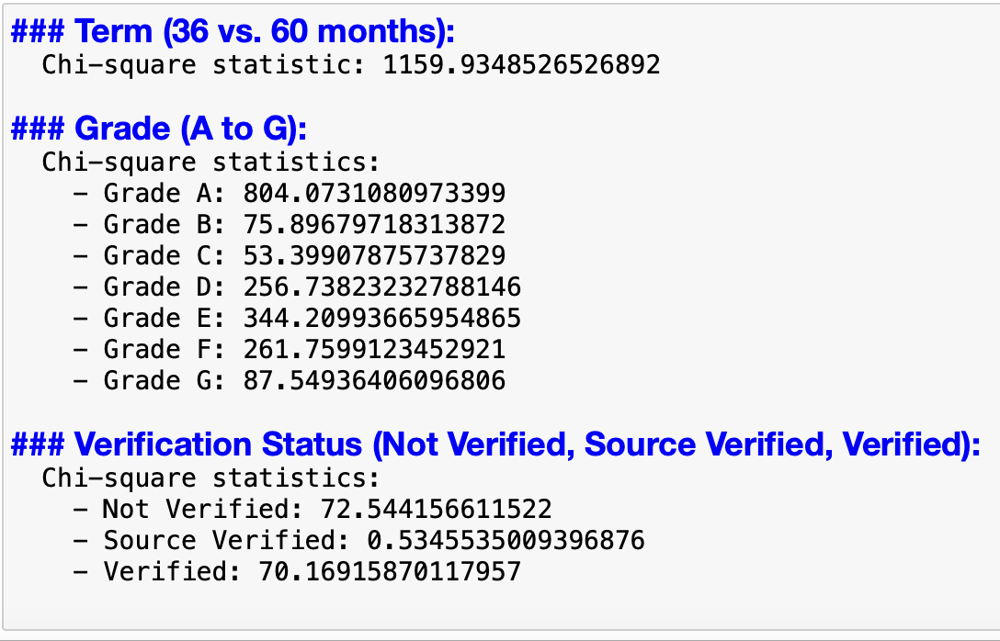 ### Term (36 vs. 60 months):
Chi-square statistic: 1159.9348526526892
### Grade (A to G):
Chi-square statistics:
- Grade A: 804.0731080973399
- Grade B: 75.89679718313872
- Grade C: 53.39907875737829
- Grade D: 256.73823232788146
- Grade E: 344.20993665954865
- Grade F: 261.7599123452921
- Grade G: 87.54936406096806
### Verification Status (Not Verified, Source Verified, Verified):
Chi-square statistics:
- Not Verified: 72.544156611522
- Source Verified: 0.5345535009396876
- Verified: 70.16915870117957